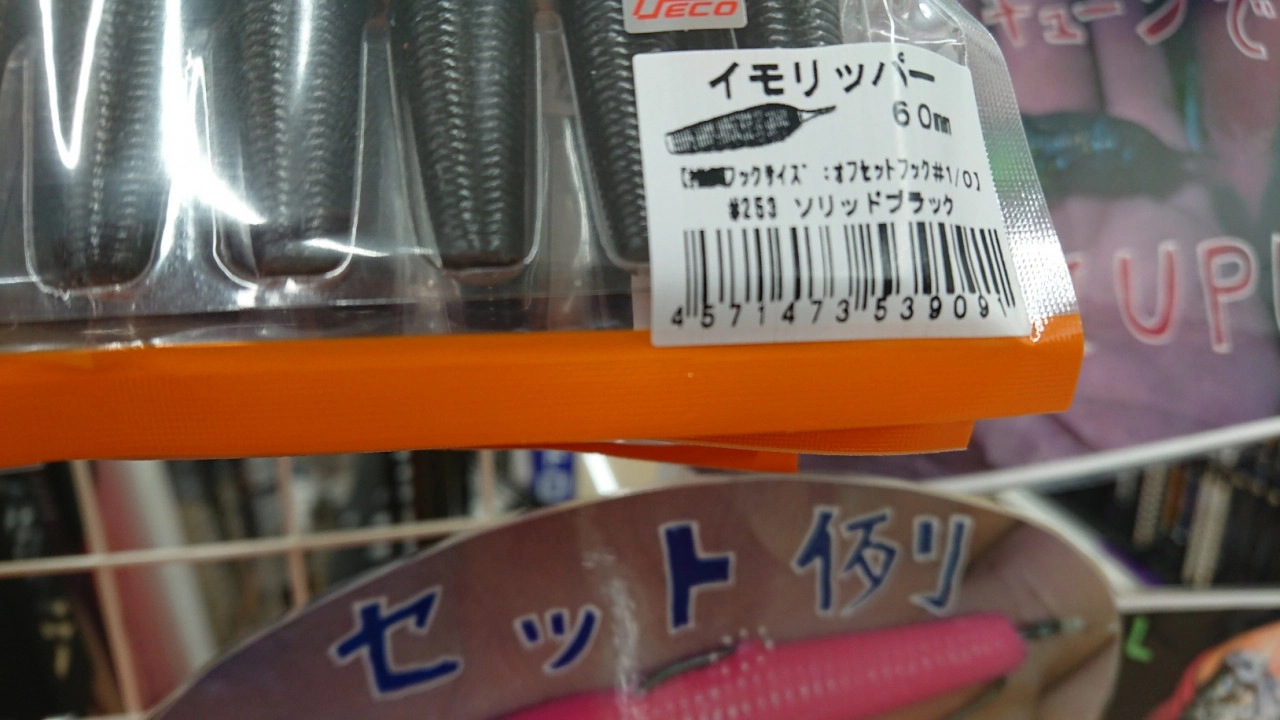 UECO
イモリッパー
60mm
フックサイズ:オフセットフック#1/0】
#253 ソリッドブラック
4571473539091
UP
セット例